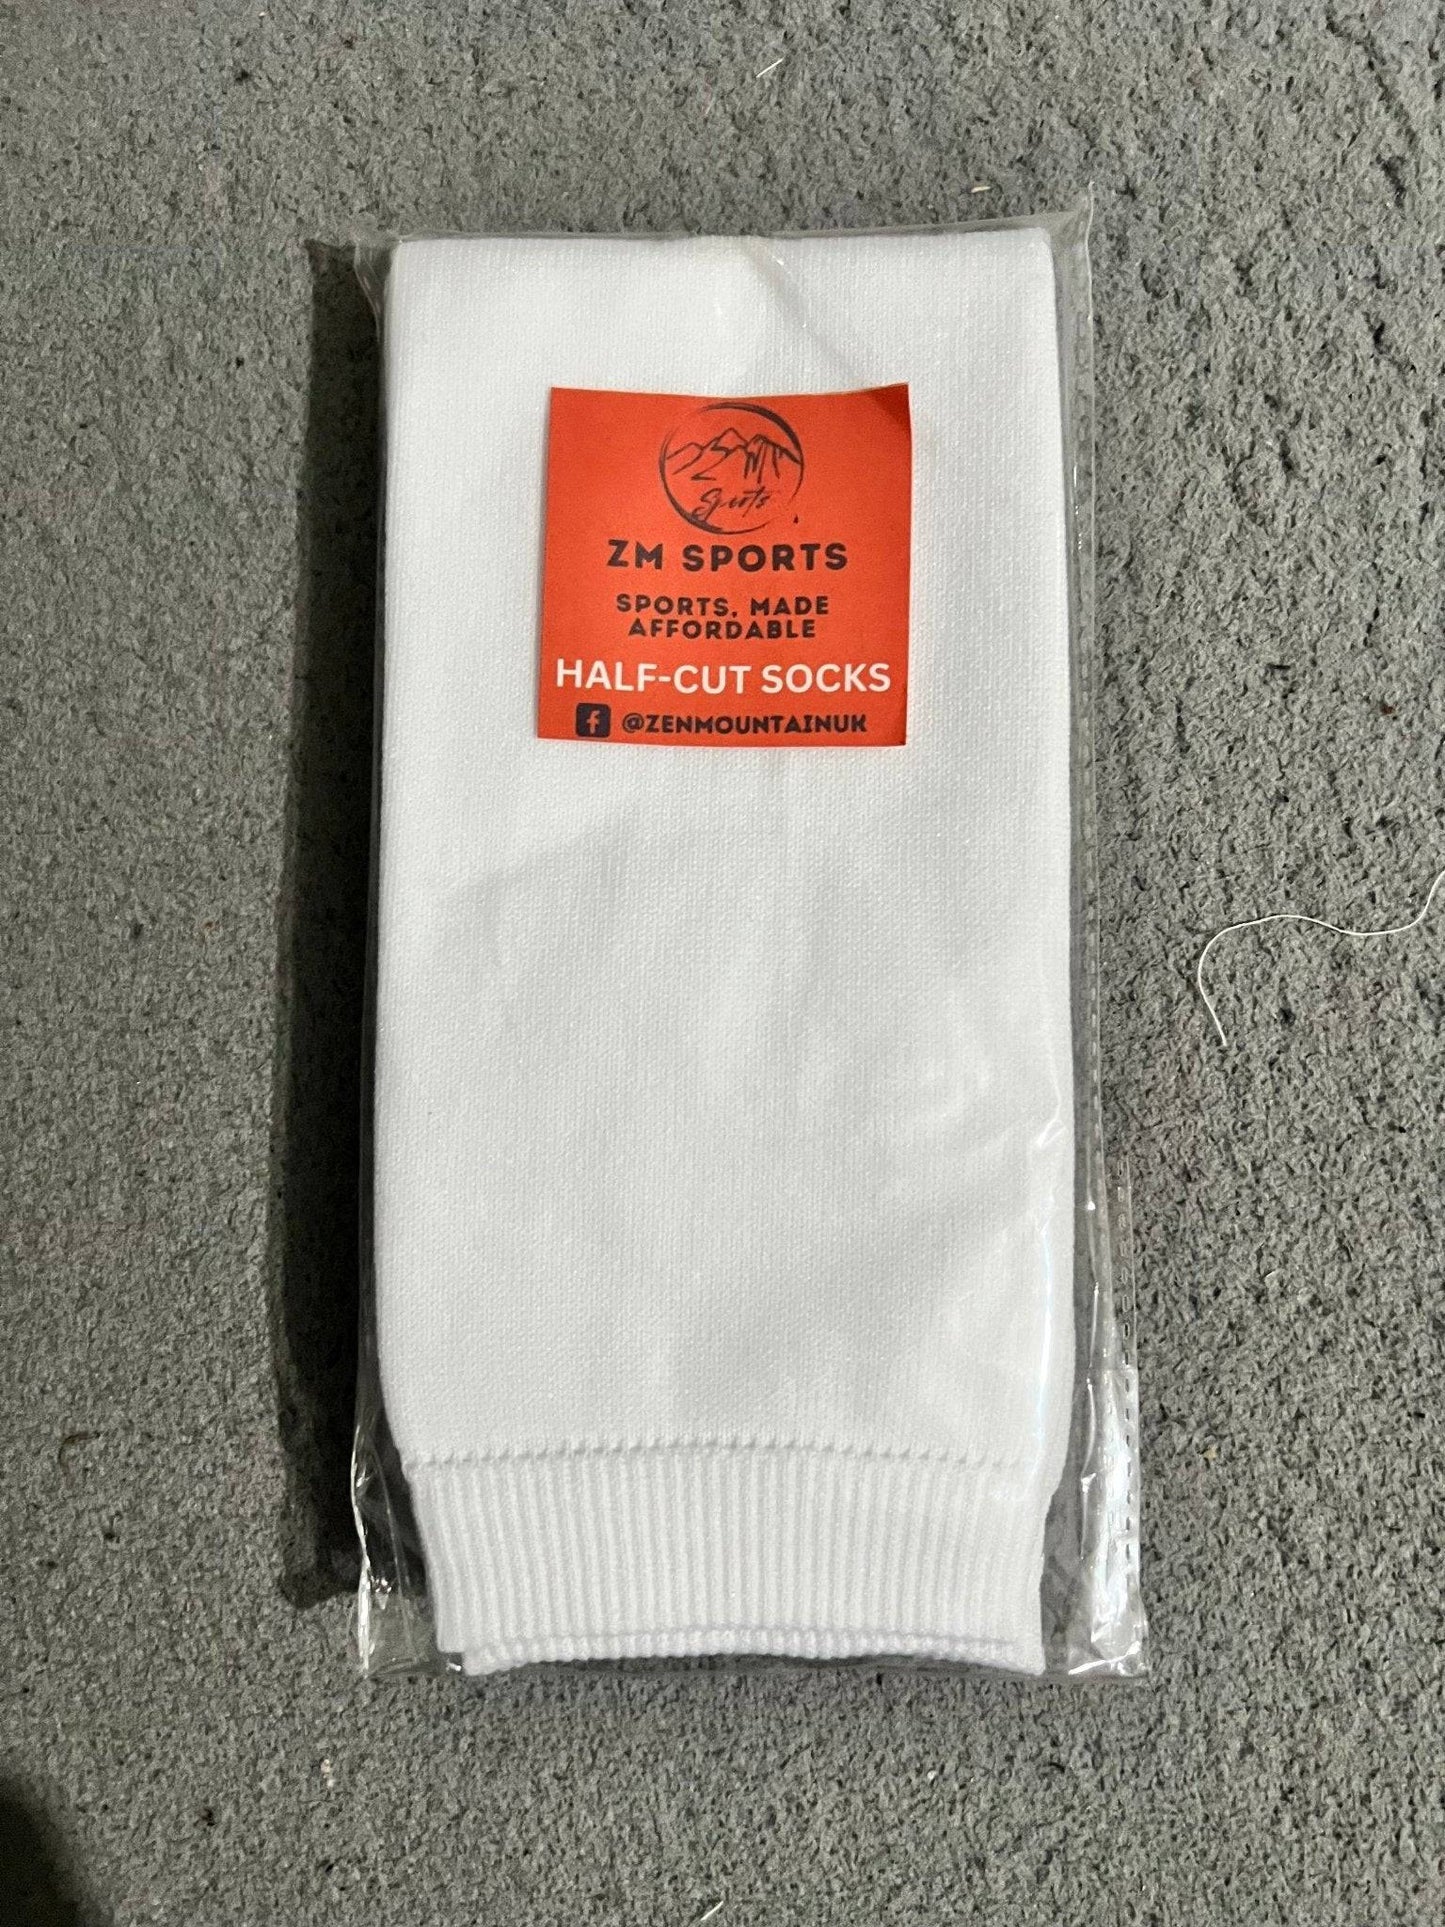 Sports
ZM SPORTS
SPORTS, MADE
AFFORDABLE
HALF-CUT SOCKS
f @ZENMOUNTAINUK